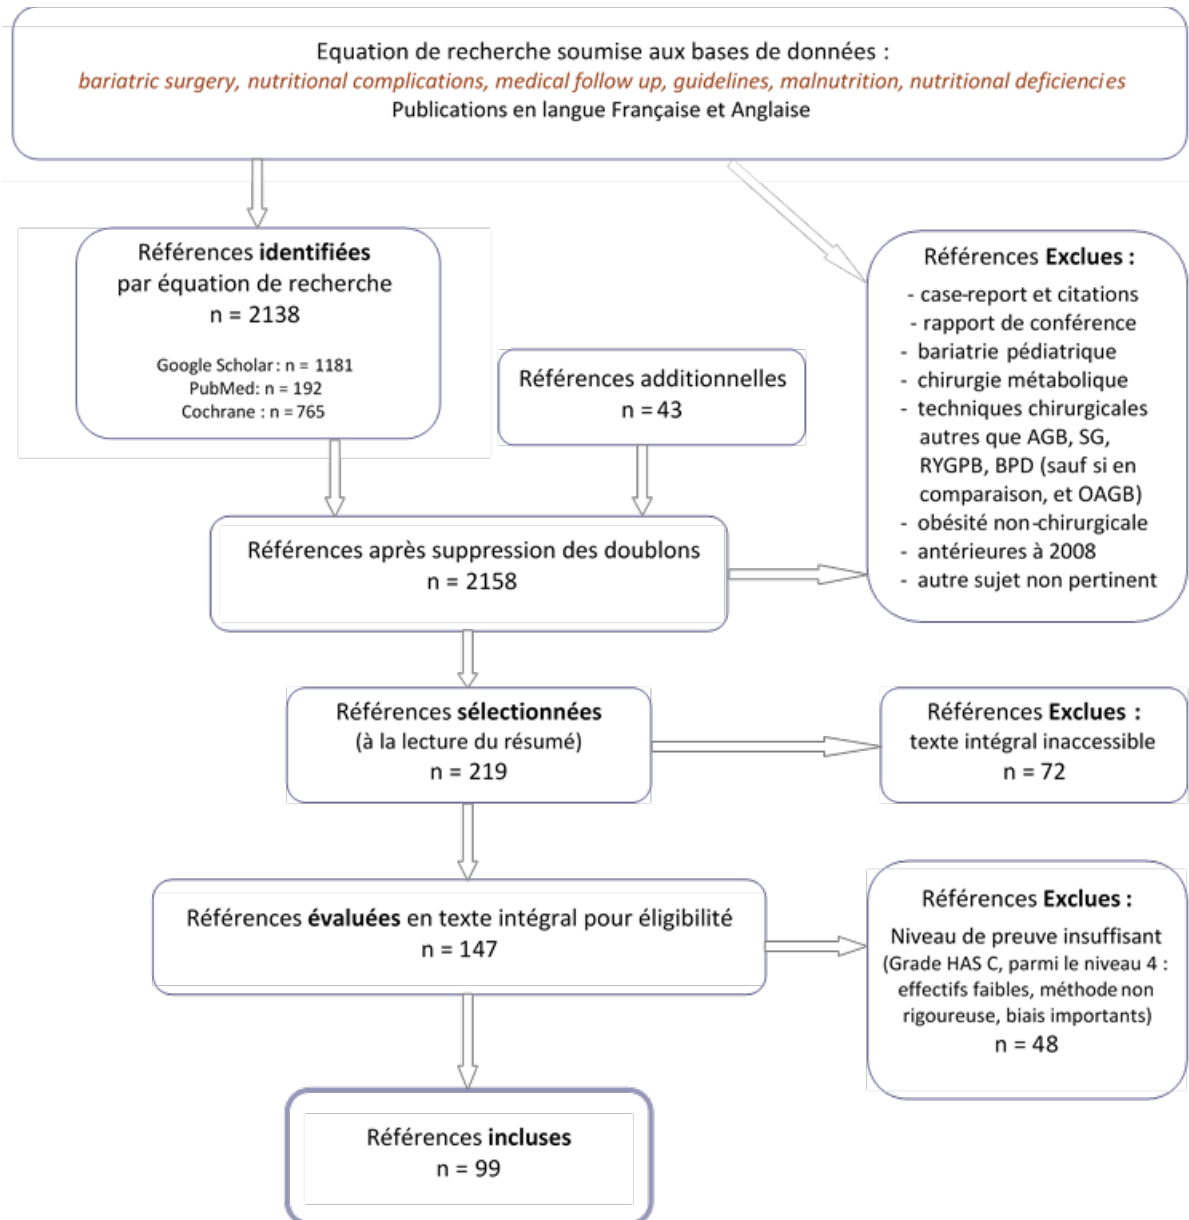 Equation de recherche soumise aux bases de données :
bariatric surgery, nutritional complications, medical follow up, guidelines, malnutrition, nutritional deficiencies
Publications en langue Française et Anglaise
Références identifiées
par équation de recherche
n = 2138
Google Scholar : n = 1181
PubMed: n = 192
Cochrane : n = 765
Références additionnelles
n = 43
Références Exclues :
- case-report et citations
- rapport de conférence
- bariatrie pédiatrique
- chirurgie métabolique
- techniques chirurgicales
autres que AGB, SG,
RYGPB, BPD (sauf si en
comparaison, et OAGB)
- obésité non-chirurgicale
- antérieures à 2008
- autre sujet non pertinent
Références après suppression des doublons
n = 2158
Références sélectionnées
(à la lecture du résumé)
n = 219
Références Exclues :
texte intégral inaccessible
n = 72
Références évaluées en texte intégral pour éligibilité
n = 147
Références Exclues :
Niveau de preuve insuffisant
(Grade HAS C, parmi le niveau 4 :
effectifs faibles, méthode non
rigoureuse, biais importants)
n = 48
Références incluses
n = 99